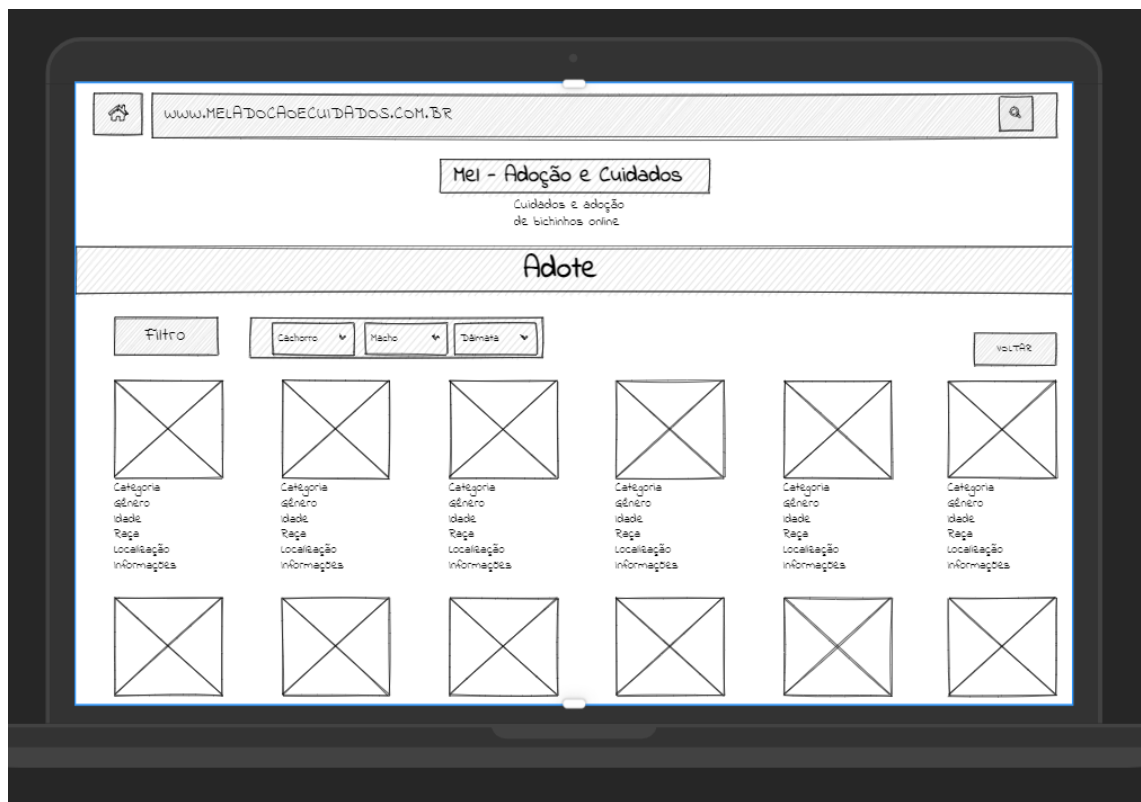 www.MELADOCAOECUIDADOS.COM.BR
Mel - Adoção e Cuidados
Cuidados e adoção
de bichinhos online
Adote
Filtro
Cachorro
Macho
Dálmata
VOLTAR
Categoria
Gênero
Idade
Raça
Localização
Informações
Categoria
Gênero
Idade
Raça
Localização
Informações
Categoria
Gênero
Idade
Raça
Localização
Informações
Categoria
Gênero
Idade
Raça
Localização
Informações
Categoria
Gênero
Idade
Raça
Localização
Informações
Categoria
Gênero
Idade
Raça
Localização
Informações